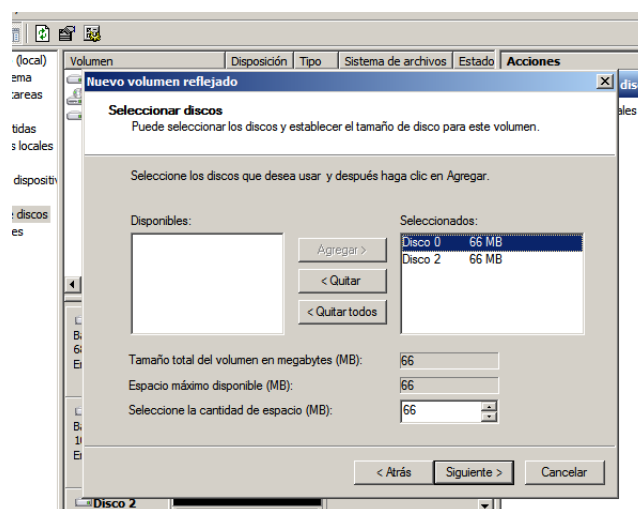 (local)
Volumen Disposición Tipo Sistema de archivos Estado Acciones
Nuevo volumen reflejado
Seleccionar discos
Puede seleccionar los discos y establecer el tamaño de disco para este volumen.
tidas
s locales
discos
Seleccione los discos que desea usar y después haga clic en Agregar.
Disponibles:
Seleccionados:
Agregar >
Disco 0 66 MB
Disco 2 66 MB
< Quitar
< Quitar todos
Tamaño total del volumen en megabytes (MB): 66
Espacio máximo disponible (MB): 66
Seleccione la cantidad de espacio (MB): 66
< Atrás Siguiente > Cancelar
Disco 2